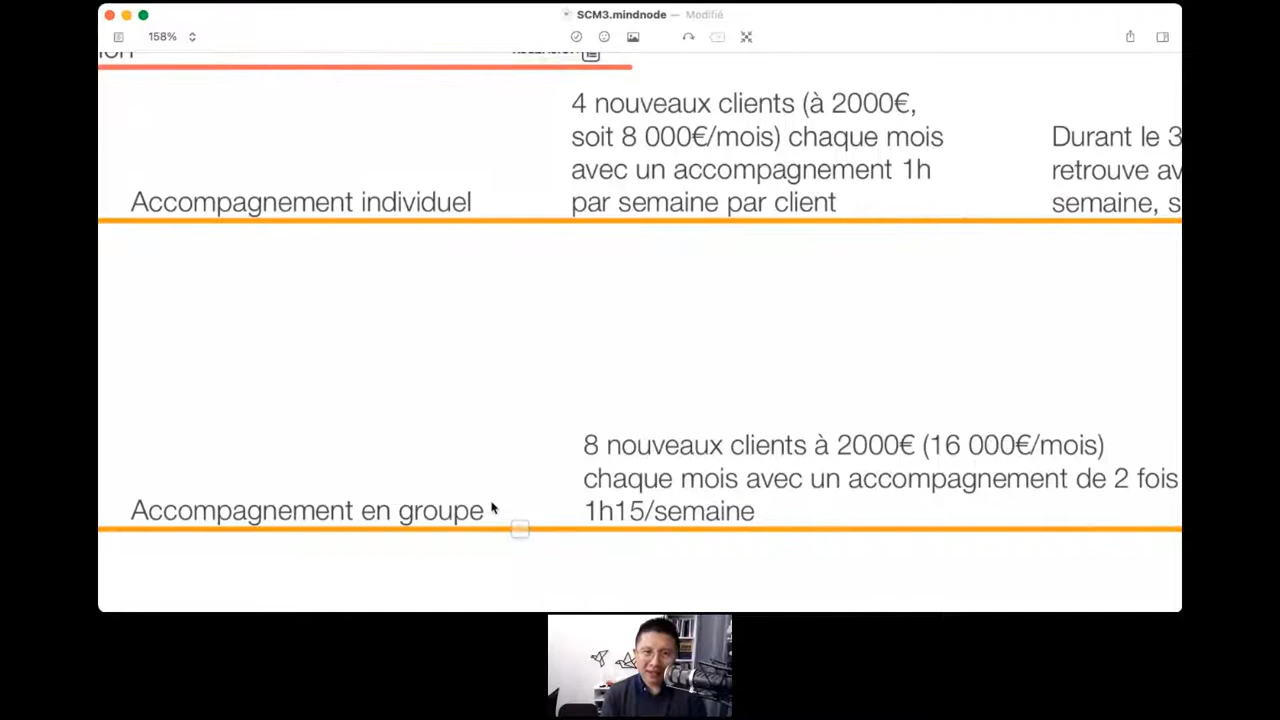 SCM3.mindnode — Modifié
158%
4 nouveaux clients (à 2000€,
soit 8 000€/mois) chaque mois
avec un accompagnement 1h
par semaine par client
Durant le 3
retrouve av
semaine, s
Accompagnement individuel
8 nouveaux clients à 2000€ (16 000€/mois)
chaque mois avec un accompagnement de 2 fois
1h15/semaine
Accompagnement en groupe